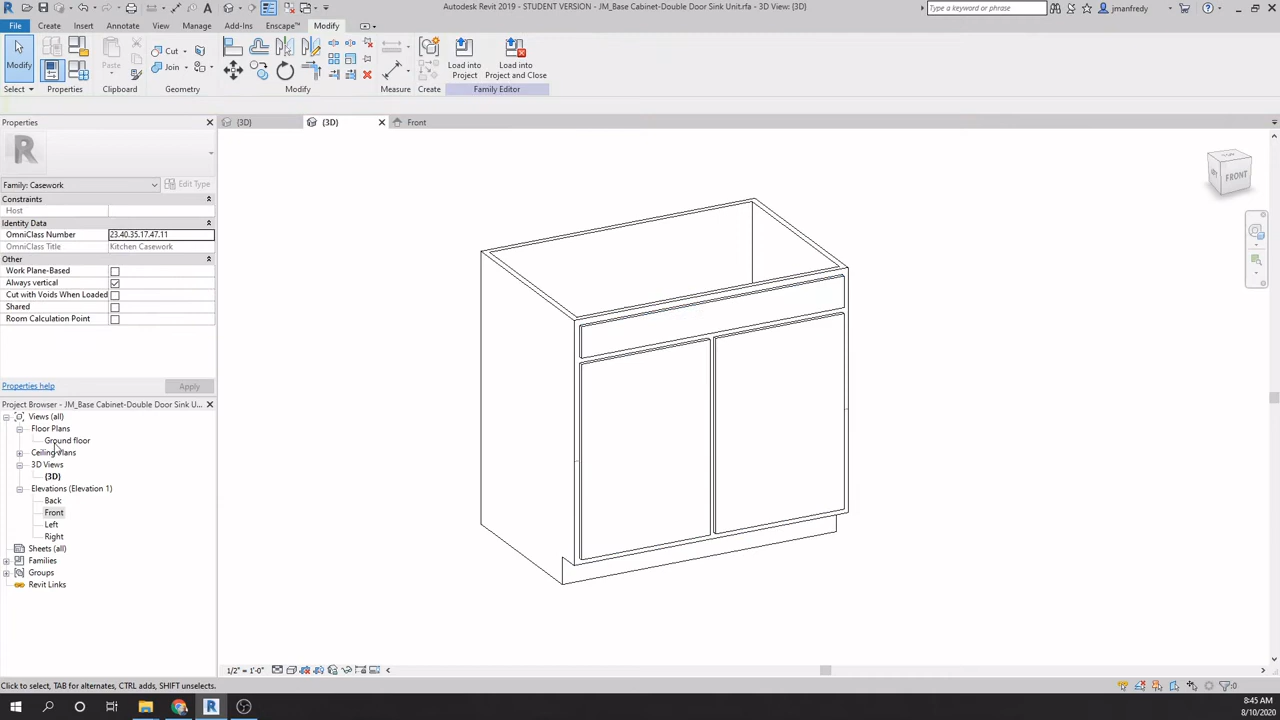 Autodesk Revit 2019 - STUDENT VERSION - JM_Base Cabinet-Double Door Sink Unit.rfa - 3D View: {3D}
Type a keyword or phrase
jmanfredy
File Create Insert Annotate View Manage Add-Ins Enscape™ Modify
Modify
Paste
Cut
Join
Load into
Project
Load into
Project and Close
Select Properties Clipboard Geometry Modify Measure Create Family Editor
Properties
{3D}
{3D}
Front
R
Family: Casework
Edit Type
Constraints
Host
Identity Data
OmniClass Number 23.40.35.17.47.11
OmniClass Title Kitchen Casework
Other
Work Plane-Based
Always vertical
Cut with Voids When Loaded
Shared
Room Calculation Point
Properties help
Apply
Project Browser - JM_Base Cabinet-Double Door Sink U...
Views (all)
Floor Plans
Ground floor
Ceiling Plans
3D Views
{3D}
Elevations (Elevation 1)
Back
Front
Left
Right
Sheets (all)
Families
Groups
Revit Links
FRONT
1/2" = 1'-0"
Click to select, TAB for alternates, CTRL adds, SHIFT unselects.
:0
8:45 AM
8/10/2020